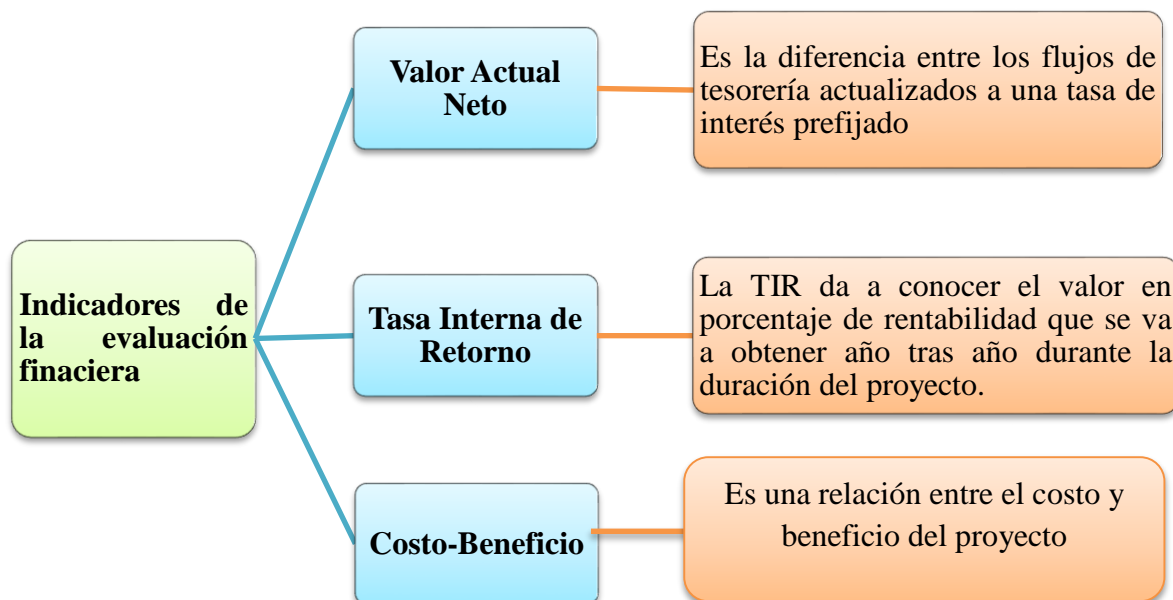 Indicadores de
la evaluación
finaciera
Valor Actual
Neto
Es la diferencia entre los flujos de
tesorería actualizados a una tasa de
interés prefijado
Tasa Interna de
Retorno
La TIR da a conocer el valor en
porcentaje de rentabilidad que se va
a obtener año tras año durante la
duración del proyecto.
Costo-Beneficio
Es una relación entre el costo y
beneficio del proyecto